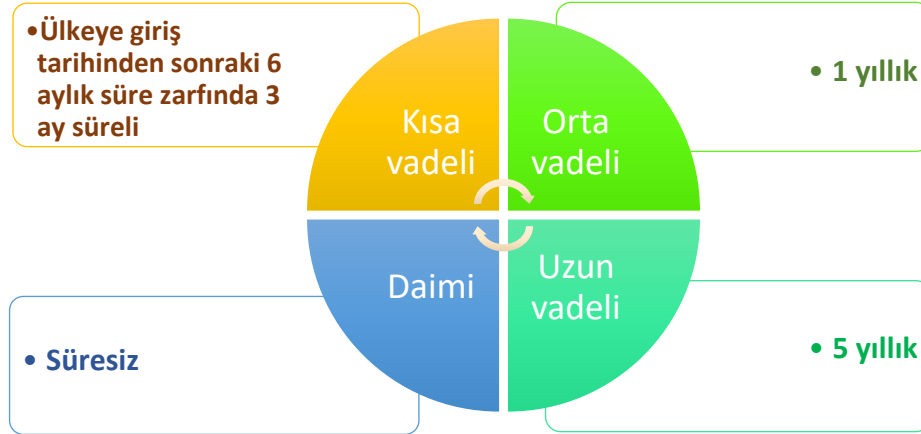 •Ülkeye giriş
tarihinden sonraki 6
aylık süre zarfında 3
ay süreli
Kısa
vadeli
Orta
vadeli
• 1 yıllık
Daimi
Uzun
vadeli
• Süresiz
• 5 yıllık